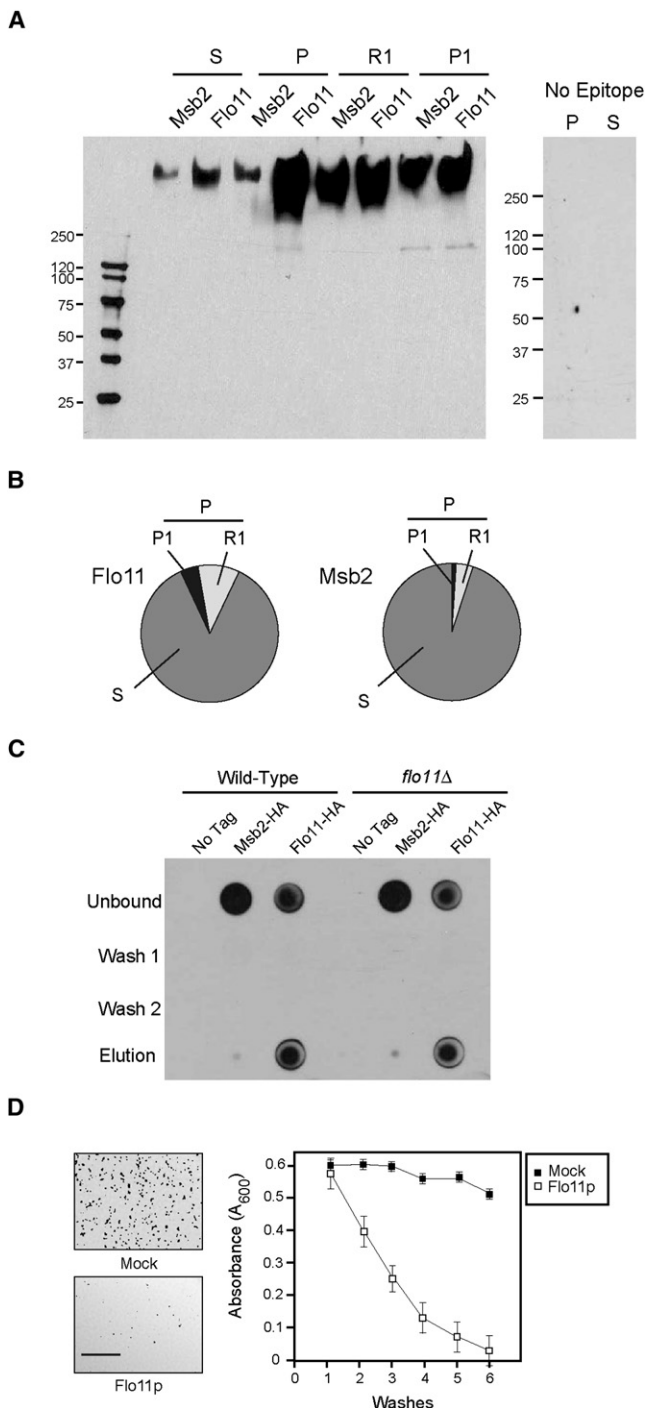 A
S P R1 P1
Msb2 Flo11 Msb2 Flo11 Msb2 Flo11 Msb2 Flo11
No Epitope
P S
250
120
100
75
50
37
25
250
120
100
75
50
37
25
B
P
P1 R1
Flo11
S
P
P1 R1
Msb2
S
C
Wild-Type flo11Δ
No Tag Msb2-HA Flo11-HA No Tag Msb2-HA Flo11-HA
Unbound
Wash 1
Wash 2
Elution
D
Mock
Flo11p
Absorbance (A600)
0.6
0.5
0.4
0.3
0.2
0.1
0
0 1 2 3 4 5 6
Washes
Mock
Flo11p